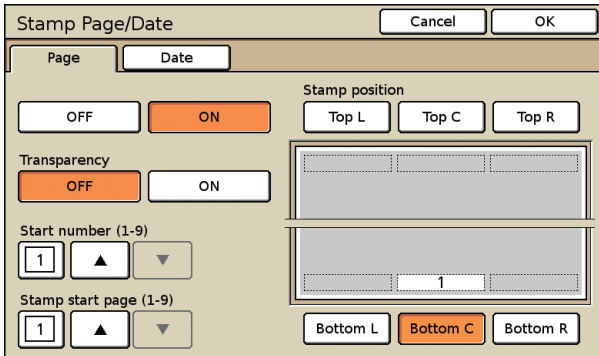 Stamp Page/Date
Cancel
OK
Page
Date
OFF
ON
Transparency
OFF
ON
Start number (1-9)
1
Stamp start page (1-9)
1
Stamp position
Top L
Top C
Top R
1
Bottom L
Bottom C
Bottom R